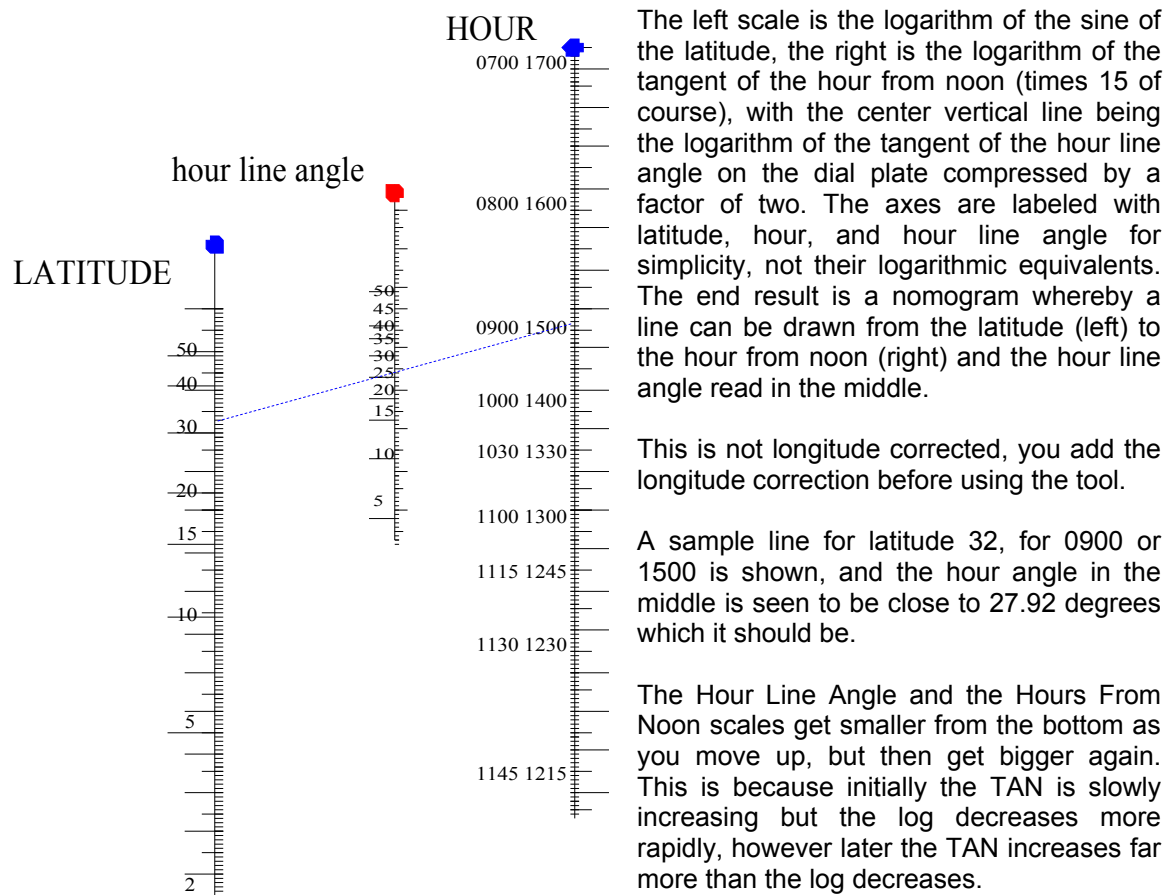 HOUR
0700 1700
hour line angle
0800 1600
LATITUDE
50
45
40
35
30
25
20
15
10
5
0900 1500
1000 1400
1030 1330
1100 1300
1115 1245
1130 1230
1145 1215
50
40
30
20
15
10
5
2
The left scale is the logarithm of the sine of
the latitude, the right is the logarithm of the
tangent of the hour from noon (times 15 of
course), with the center vertical line being
the logarithm of the tangent of the hour line
angle on the dial plate compressed by a
factor of two. The axes are labeled with
latitude, hour, and hour line angle for
simplicity, not their logarithmic equivalents.
The end result is a nomogram whereby a
line can be drawn from the latitude (left) to
the hour from noon (right) and the hour line
angle read in the middle.
This is not longitude corrected, you add the
longitude correction before using the tool.
A sample line for latitude 32, for 0900 or
1500 is shown, and the hour angle in the
middle is seen to be close to 27.92 degrees
which it should be.
The Hour Line Angle and the Hours From
Noon scales get smaller from the bottom as
you move up, but then get bigger again.
This is because initially the TAN is slowly
increasing but the log decreases more
rapidly, however later the TAN increases far
more than the log decreases.